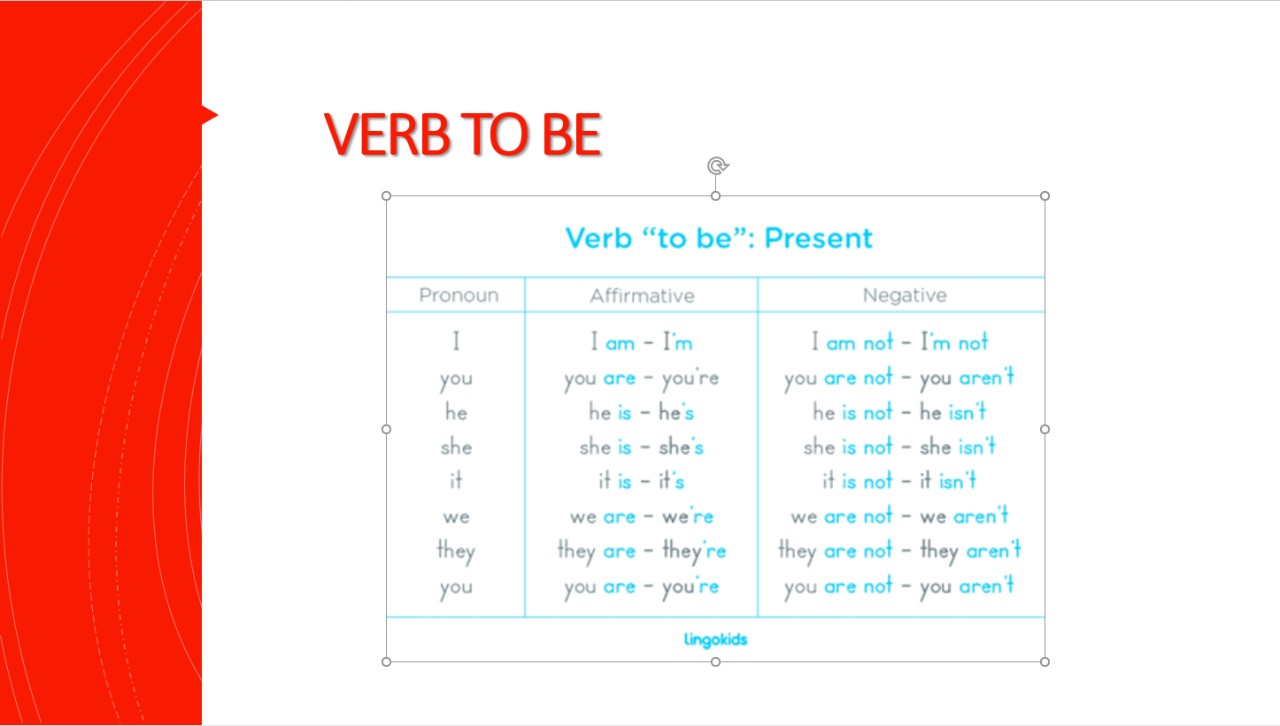 VERB TO BE
Verb “to be”: Present
Pronoun Affirmative Negative
I I am – I'm I am not – I'm not
you you are – you're you are not – you aren't
he he is – he's he is not – he isn't
she she is – she's she is not – she isn't
it it is – it's it is not – it isn't
we we are – we're we are not – we aren't
they they are – they're they are not – they aren't
you you are – you're you are not – you aren't
lingokids